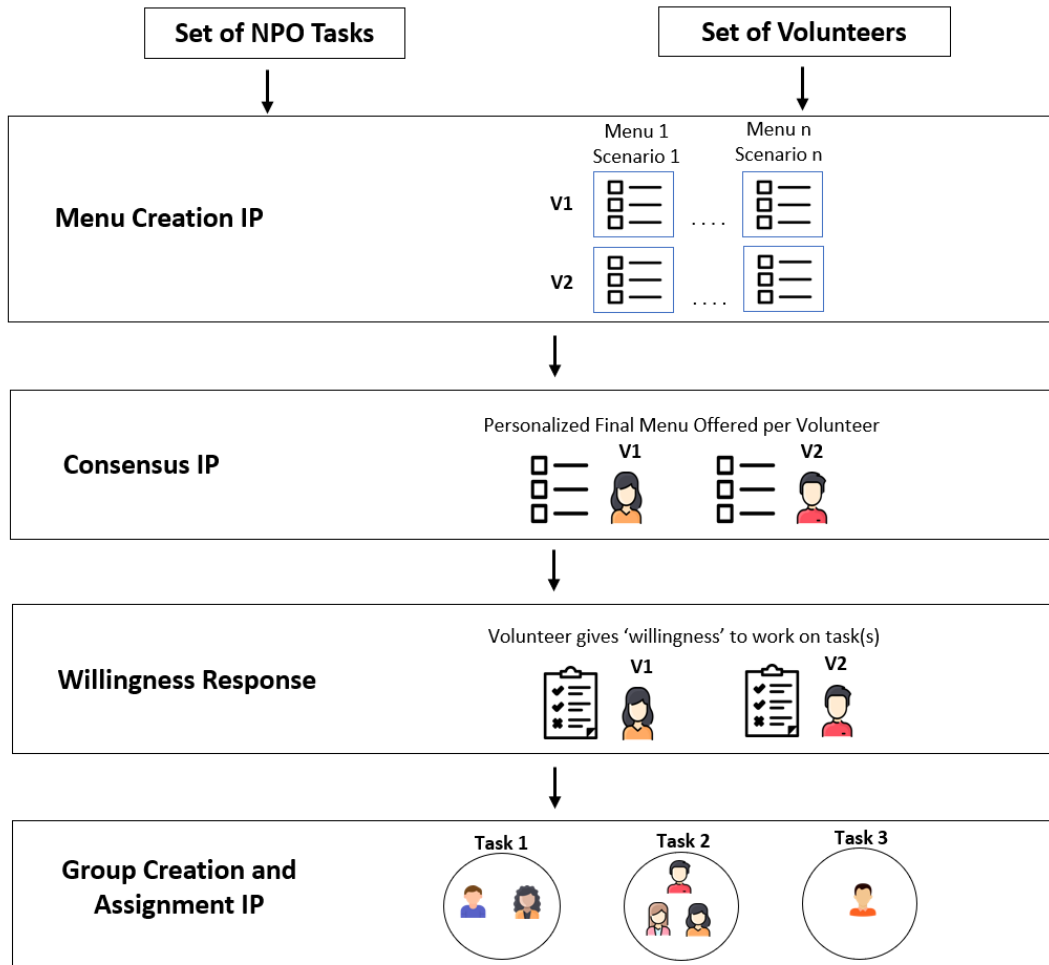 Set of NPO Tasks
Set of Volunteers
Menu Creation IP
Menu 1
Scenario 1
Menu n
Scenario n
V1
. . . .
V2
. . . .
Consensus IP
Personalized Final Menu Offered per Volunteer
V1
V2
Willingness Response
Volunteer gives ‘willingness’ to work on task(s)
V1
V2
Group Creation and
Assignment IP
Task 1
Task 2
Task 3